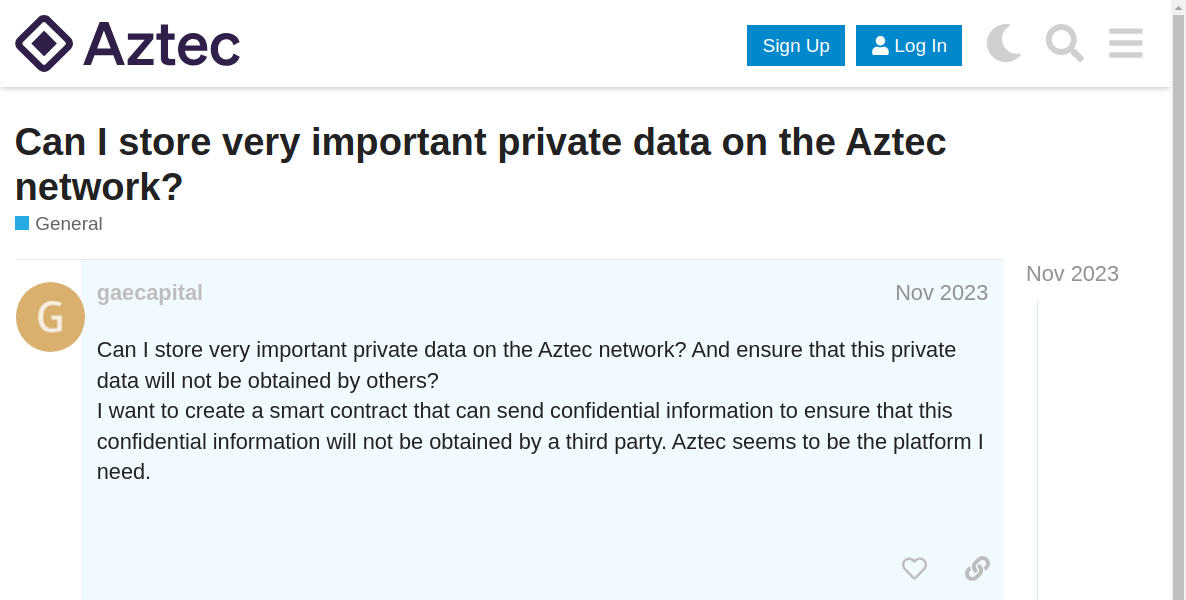 Aztec
Sign Up
Log In
Can I store very important private data on the Aztec
network?
General
Nov 2023
G
gaecapital
Nov 2023
Can I store very important private data on the Aztec network? And ensure that this private
data will not be obtained by others?
I want to create a smart contract that can send confidential information to ensure that this
confidential information will not be obtained by a third party. Aztec seems to be the platform I
need.